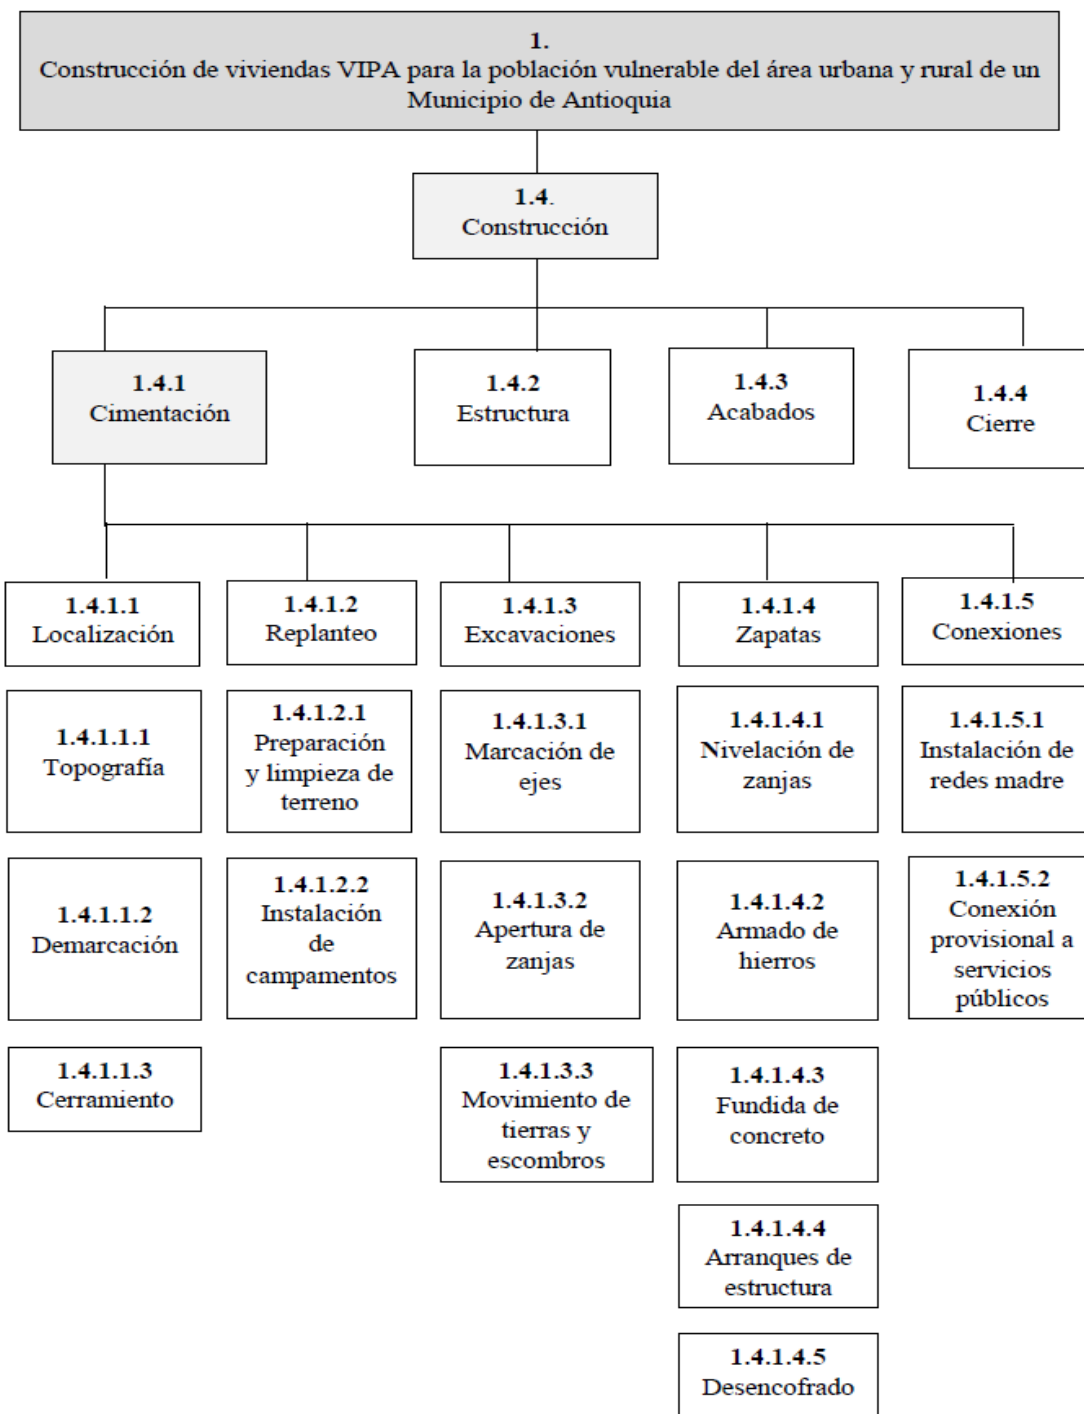 1.
Construcción de viviendas VIPA para la población vulnerable del área urbana y rural de un
Municipio de Antioquia
1.4.
Construcción
1.4.1
Cimentación
1.4.2
Estructura
1.4.3
Acabados
1.4.4
Cierre
1.4.1.1
Localización
1.4.1.2
Replanteo
1.4.1.3
Excavaciones
1.4.1.4
Zapatas
1.4.1.5
Conexiones
1.4.1.1.1
Topografía
1.4.1.2.1
Preparación
y limpieza de
terreno
1.4.1.3.1
Marcación de
ejes
1.4.1.4.1
Nivelación de
zanjas
1.4.1.5.1
Instalación de
redes madre
1.4.1.1.2
Demarcación
1.4.1.2.2
Instalación
de
campamentos
1.4.1.3.2
Apertura de
zanjas
1.4.1.4.2
Armado de
hierros
1.4.1.5.2
Conexión
provisional a
servicios
públicos
1.4.1.1.3
Cerramiento
1.4.1.3.3
Movimiento de
tierras y
escombros
1.4.1.4.3
Fundida de
concreto
1.4.1.4.4
Arranques de
estructura
1.4.1.4.5
Desencofrado